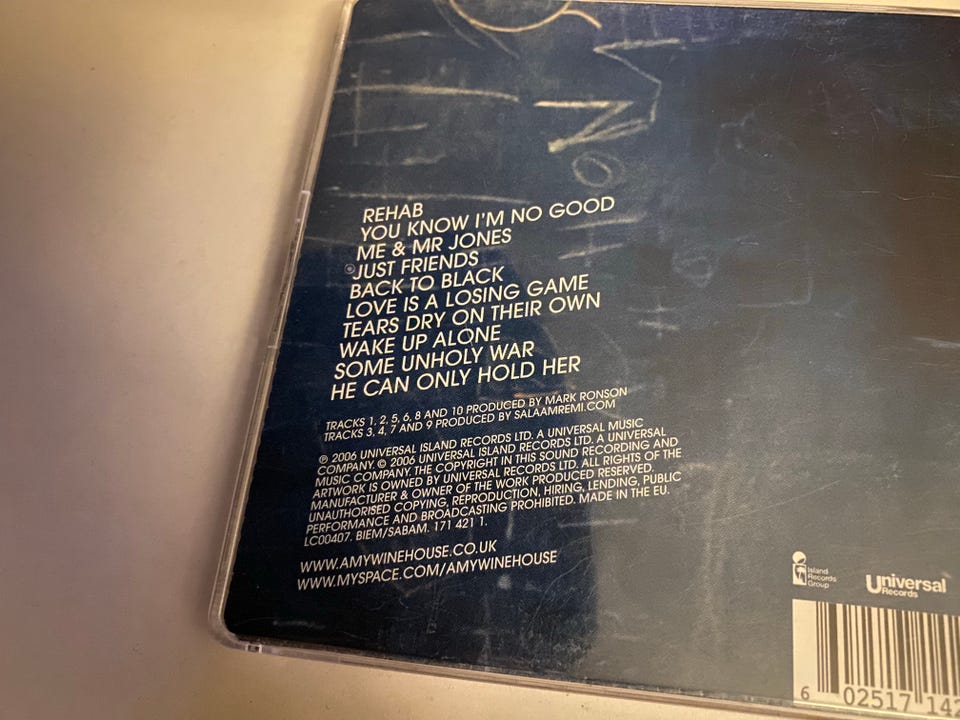 REHAB
YOU KNOW I'M NO GOOD
ME & MR JONES
JUST FRIENDS
BACK TO BLACK
LOVE IS A LOSING GAME
TEARS DRY ON THEIR OWN
WAKE UP ALONE
SOME UNHOLY WAR
HE CAN ONLY HOLD HER
TRACKS 1, 2, 5, 6, 8 AND 10 PRODUCED BY MARK RONSON
TRACKS 3, 4, 7 AND 9 PRODUCED BY SALAAMREMI.COM
℗ 2006 UNIVERSAL ISLAND RECORDS LTD. A UNIVERSAL MUSIC
COMPANY. © 2006 UNIVERSAL ISLAND RECORDS LTD. A UNIVERSAL
MUSIC COMPANY. THE COPYRIGHT IN THIS SOUND RECORDING AND
ARTWORK IS OWNED BY UNIVERSAL RECORDS LTD. ALL RIGHTS OF THE
MANUFACTURER & OWNER OF THE WORK PRODUCED RESERVED.
UNAUTHORISED COPYING, REPRODUCTION, HIRING, LENDING, PUBLIC
PERFORMANCE AND BROADCASTING PROHIBITED. MADE IN THE EU.
LC00407. BIEM/SABAM. 171 421 1.
WWW.AMYWINEHOUSE.CO.UK
WWW.MYSPACE.COM/AMYWINEHOUSE
Island
Records
Group
Universal
Records
6 02517 142